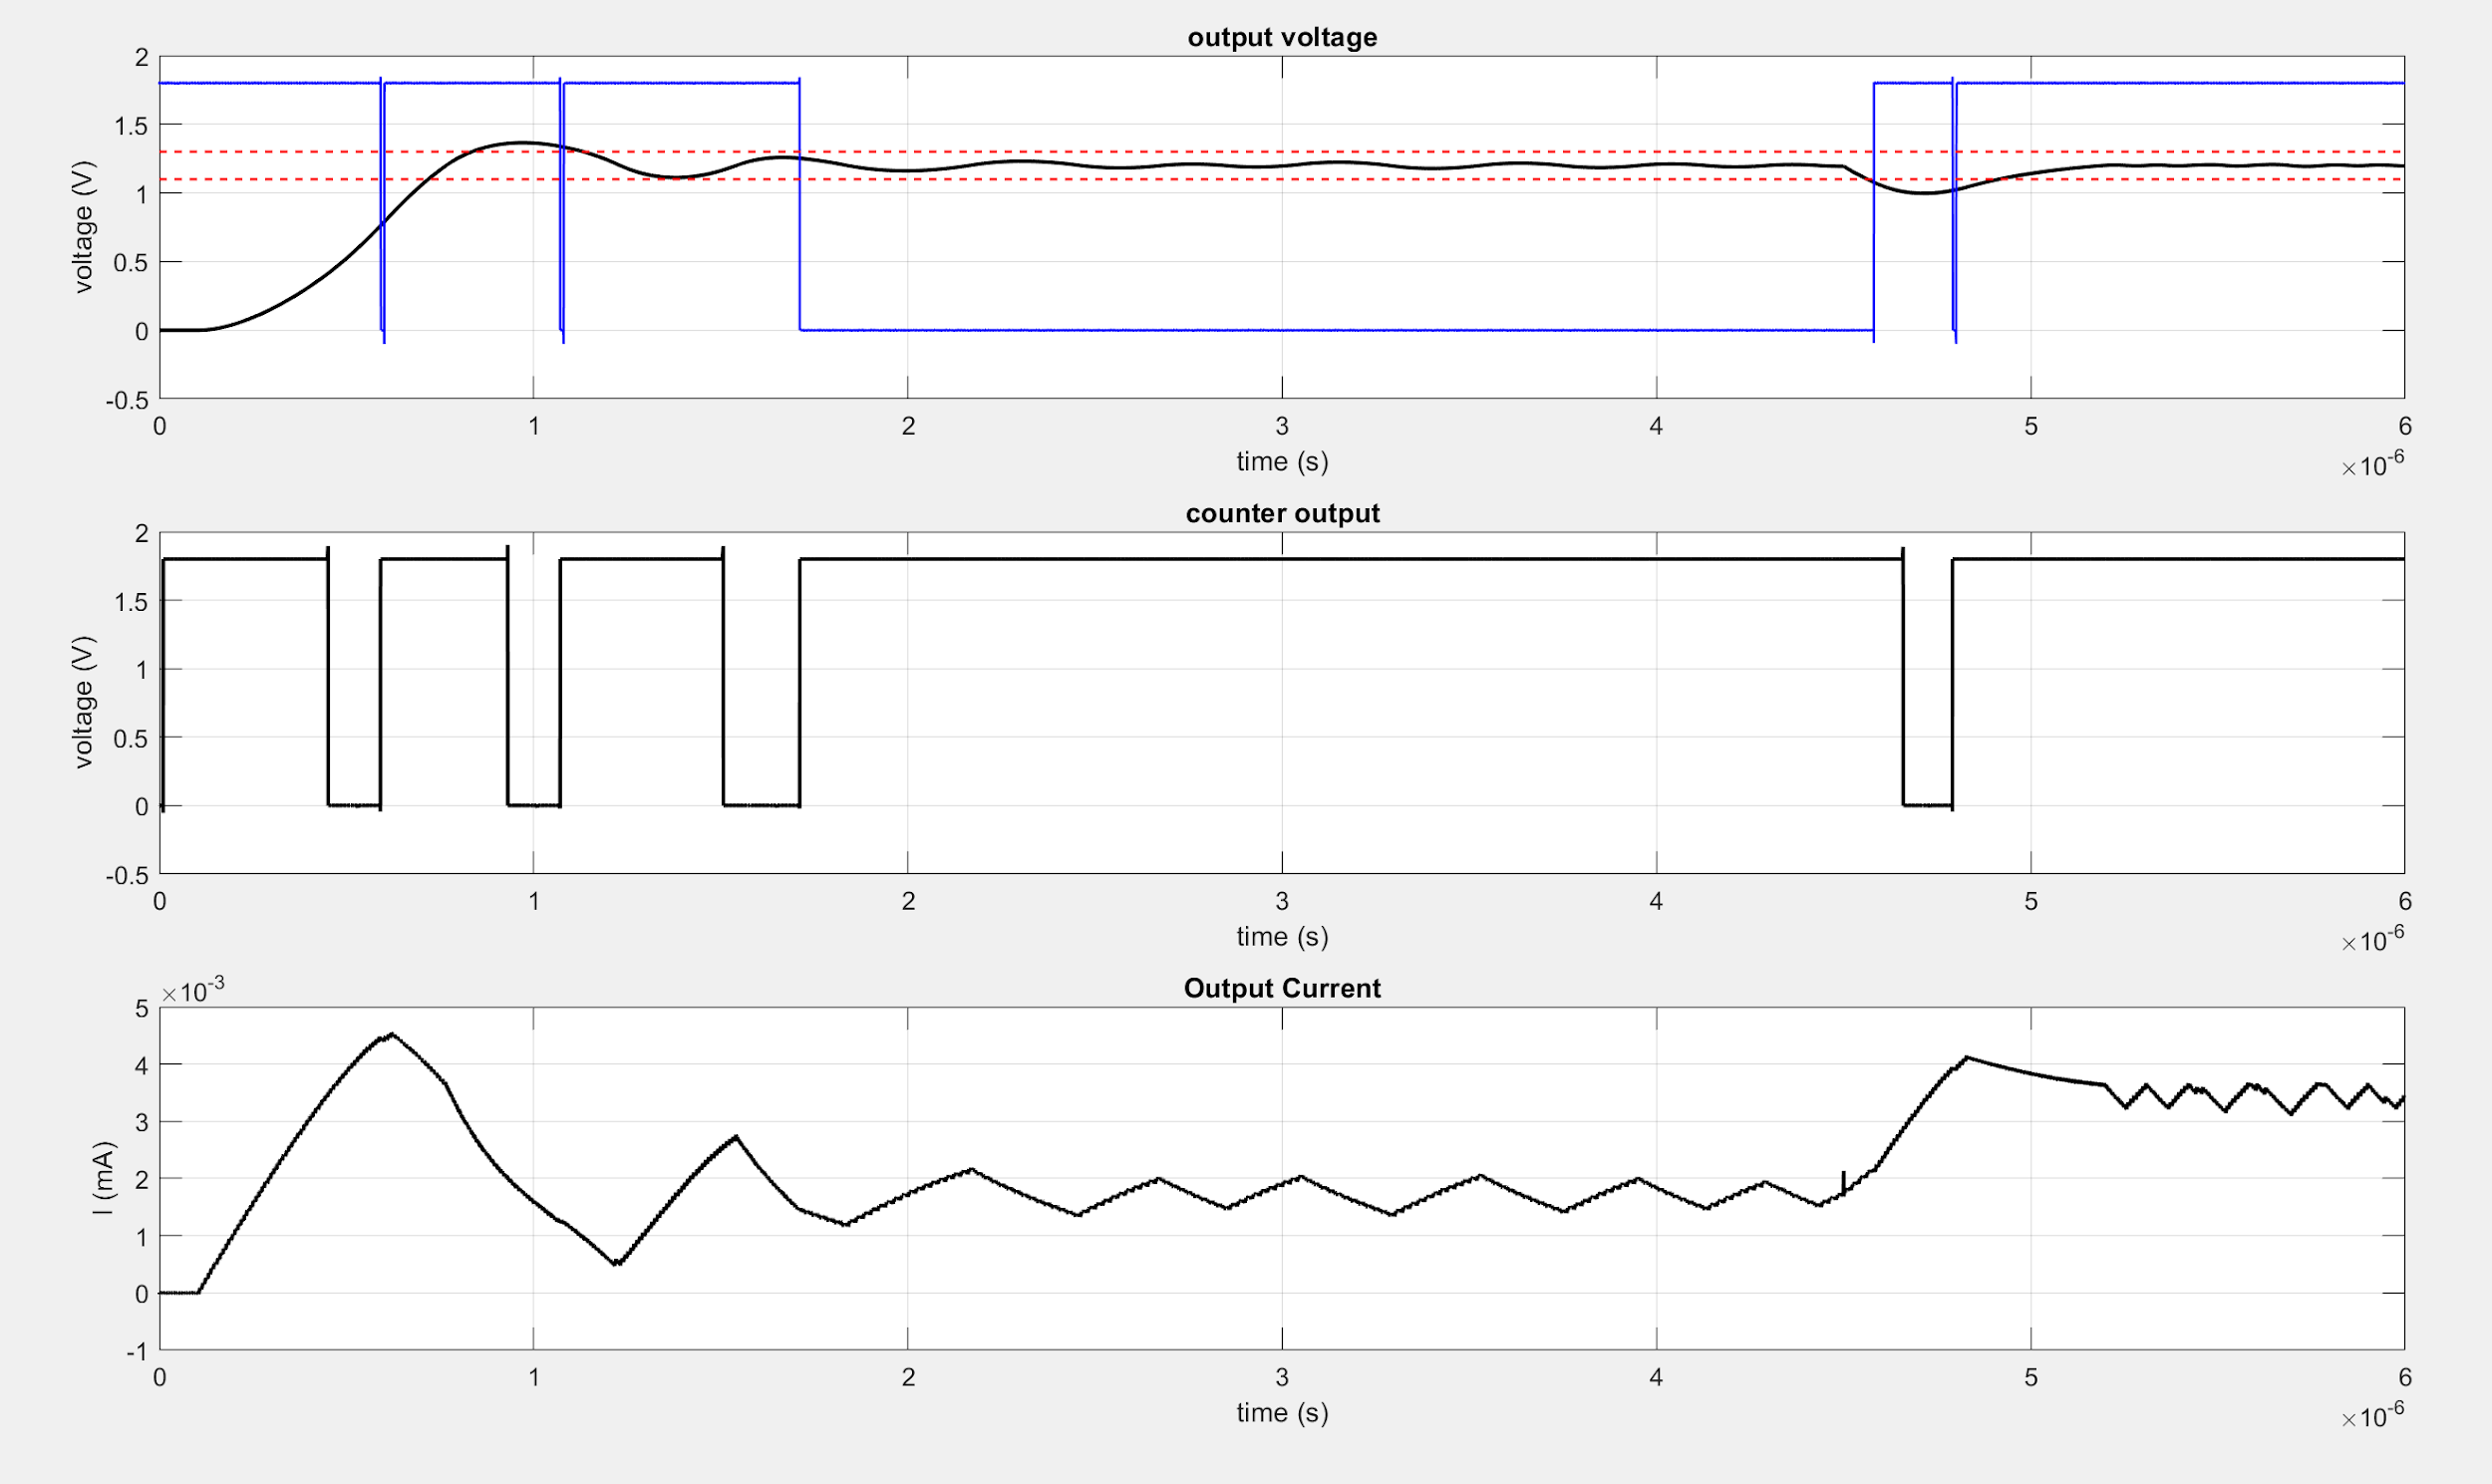 output voltage
2
1.5
1
0.5
0
-0.5
voltage (V)
0 1 2 3 4 5 6
time (s)
×10-6
counter output
2
1.5
1
0.5
0
-0.5
voltage (V)
0 1 2 3 4 5 6
time (s)
×10-6
Output Current
×10-3
5
4
3
2
1
0
-1
I (mA)
0 1 2 3 4 5 6
time (s)
×10-6